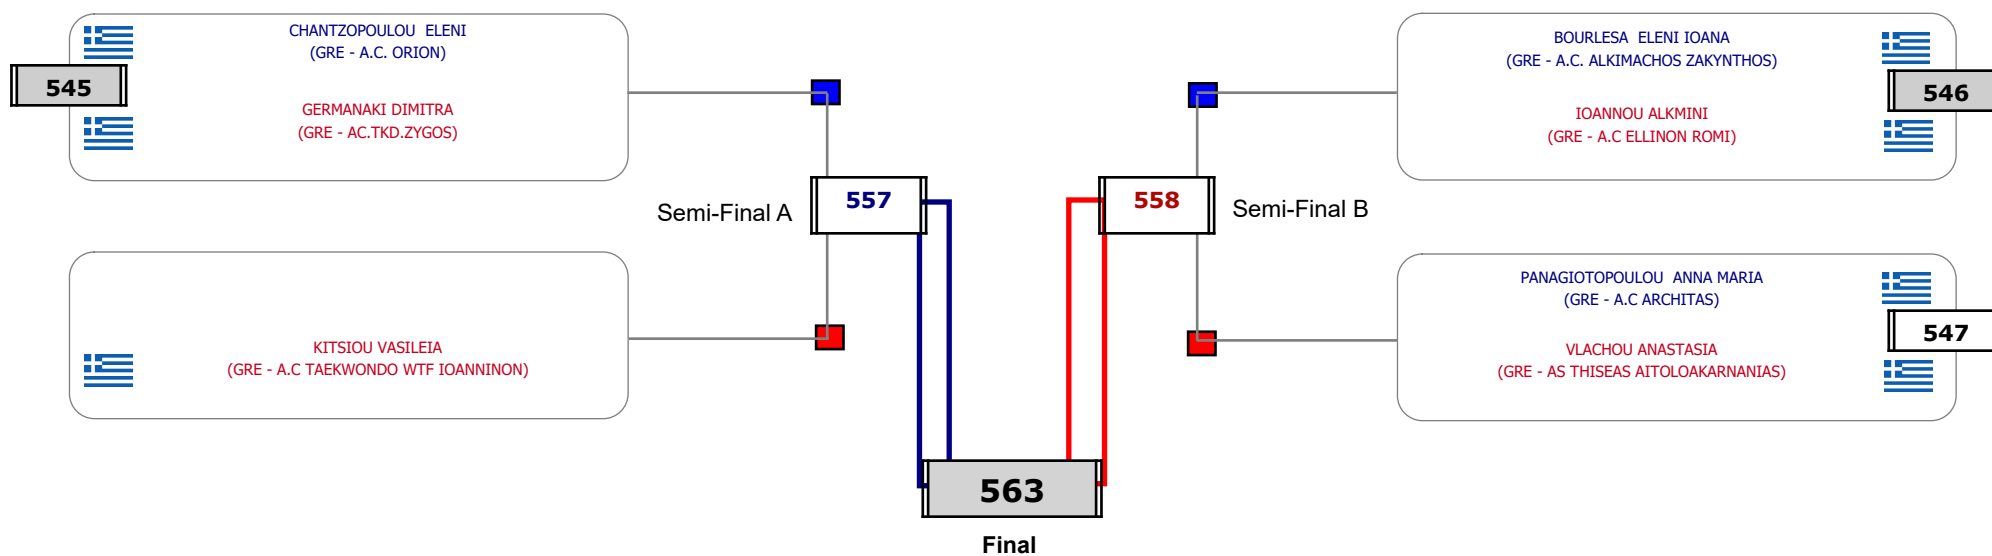 CHANTZOPOULOU ELENI
(GRE - A.C. ORION)
545
GERMANAKI DIMITRA
(GRE - AC.TKD.ZYGOS)
BOURLESA ELENI IOANA
(GRE - A.C. ALKIMACHOS ZAKYNTHOS)
546
IOANNOU ALKMINI
(GRE - A.C ELLINON ROMI)
Semi-Final A
557
558
Semi-Final B
KITSIOU VASILEIA
(GRE - A.C TAEKWONDO WTF IOANNINON)
PANAGIOTOPOULOU ANNA MARIA
(GRE - A.C ARCHITAS)
547
VLACHOU ANASTASIA
(GRE - AS THISEAS AITOLOAKARNANIAS)
563
Final